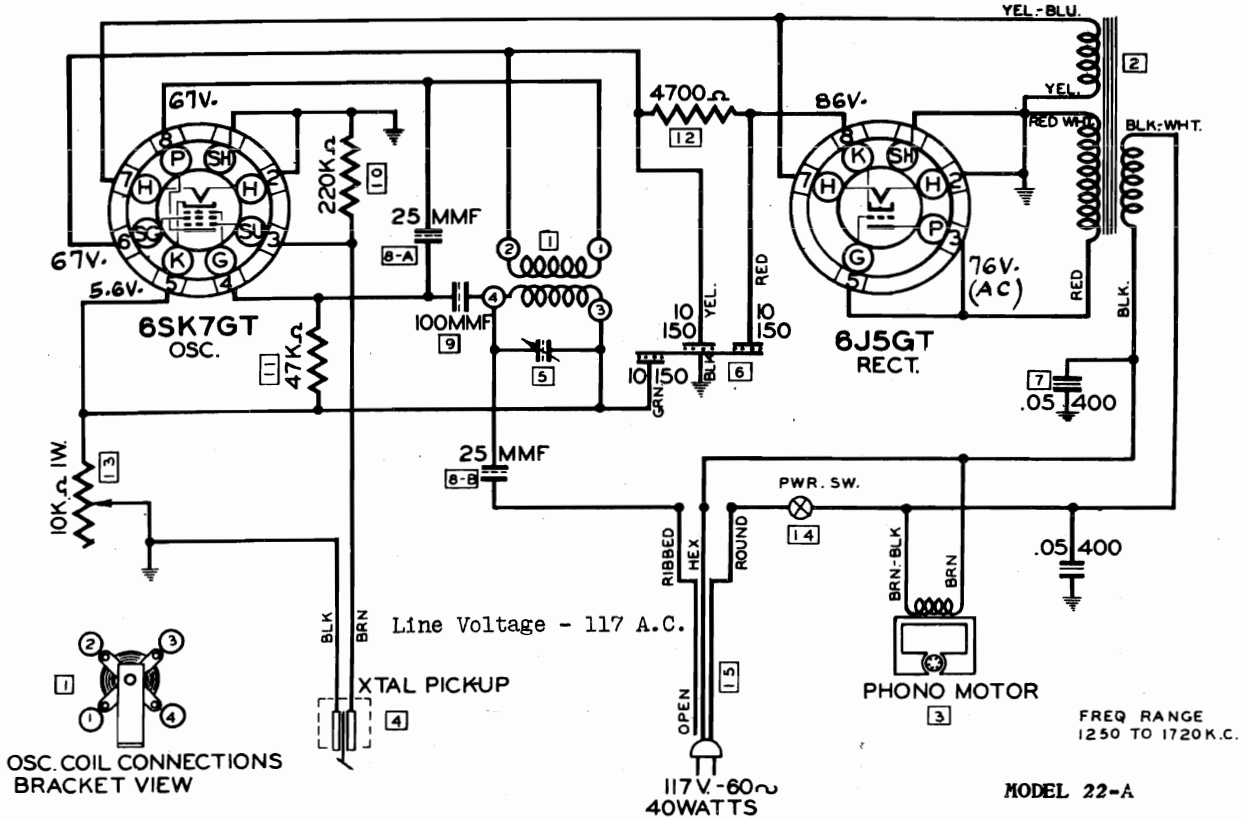 YEL.-BLU.
2
YEL.
RED WHT.
BLK-WHT.
67V.
4700Ω
12
86V.
8
P
SH
7
H
H
2
SG
SU
6
3
K
G
5
4
67V.
5.6V.
6SK7GT
OSC.
220KΩ
10
25 MMF
8-A
1
2
1
4
3
100MMF
9
5
47KΩ
11
8
K
SH
7
H
H
2
P
3
G
5
76V.
(AC)
6J5GT
RECT.
RED
BLK.
YEL.
RED
10
150
10
150
10 150
BLK
GRN.
6
7
.05 400
10KΩ 1W.
13
25 MMF
8-B
PWR. SW.
14
RIBBED
HEX
ROUND
BRN-BLK
BRN
.05 400
BLK
BRN
Line Voltage - 117 A.C.
OPEN
15
2
3
1
1
4
XTAL PICKUP
4
PHONO MOTOR
3
OSC. COIL CONNECTIONS
BRACKET VIEW
117 V.-60~
40WATTS
FREQ RANGE
1250 TO 1720 K.C.
MODEL 22-A